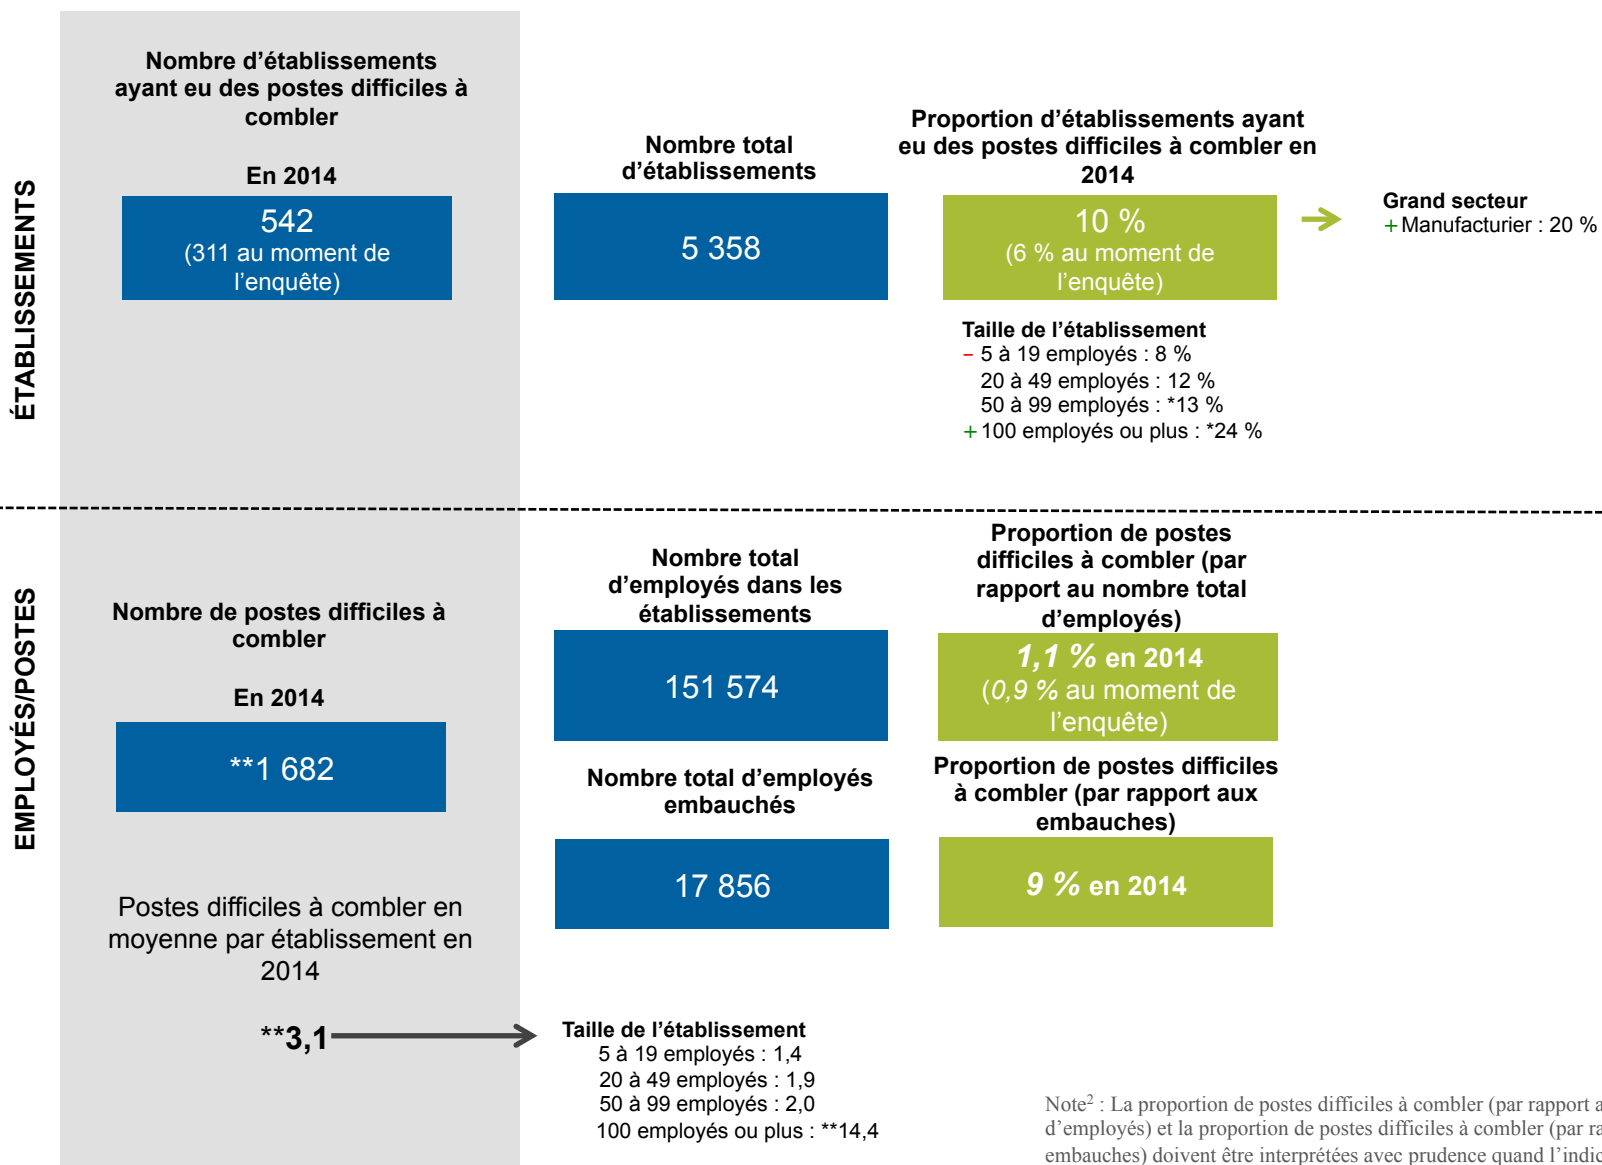 ÉTABLISSEMENTS
Nombre d’établissements
ayant eu des postes difficiles à
combler
En 2014
542
(311 au moment de
l’enquête)
Nombre total
d’établissements
5 358
Proportion d’établissements ayant
eu des postes difficiles à combler en
2014
10 %
(6 % au moment de
l’enquête)
Grand secteur
+ Manufacturier : 20 %
Taille de l’établissement
– 5 à 19 employés : 8 %
20 à 49 employés : 12 %
50 à 99 employés : *13 %
+ 100 employés ou plus : *24 %
EMPLOYÉS/POSTES
Nombre de postes difficiles à
combler
En 2014
**1 682
Nombre total
d’employés dans les
établissements
151 574
Proportion de postes
difficiles à combler (par
rapport au nombre total
d’employés)
1,1 % en 2014
(0,9 % au moment de
l’enquête)
Nombre total d’employés
embauchés
17 856
Proportion de postes difficiles
à combler (par rapport aux
embauches)
9 % en 2014
Postes difficiles à combler en
moyenne par établissement en
2014
**3,1
Taille de l’établissement
5 à 19 employés : 1,4
20 à 49 employés : 1,9
50 à 99 employés : 2,0
100 employés ou plus : **14,4
Note² : La proportion de postes difficiles à combler (par rapport a
d’employés) et la proportion de postes difficiles à combler (par ra
embauches) doivent être interprétées avec prudence quand l’indic